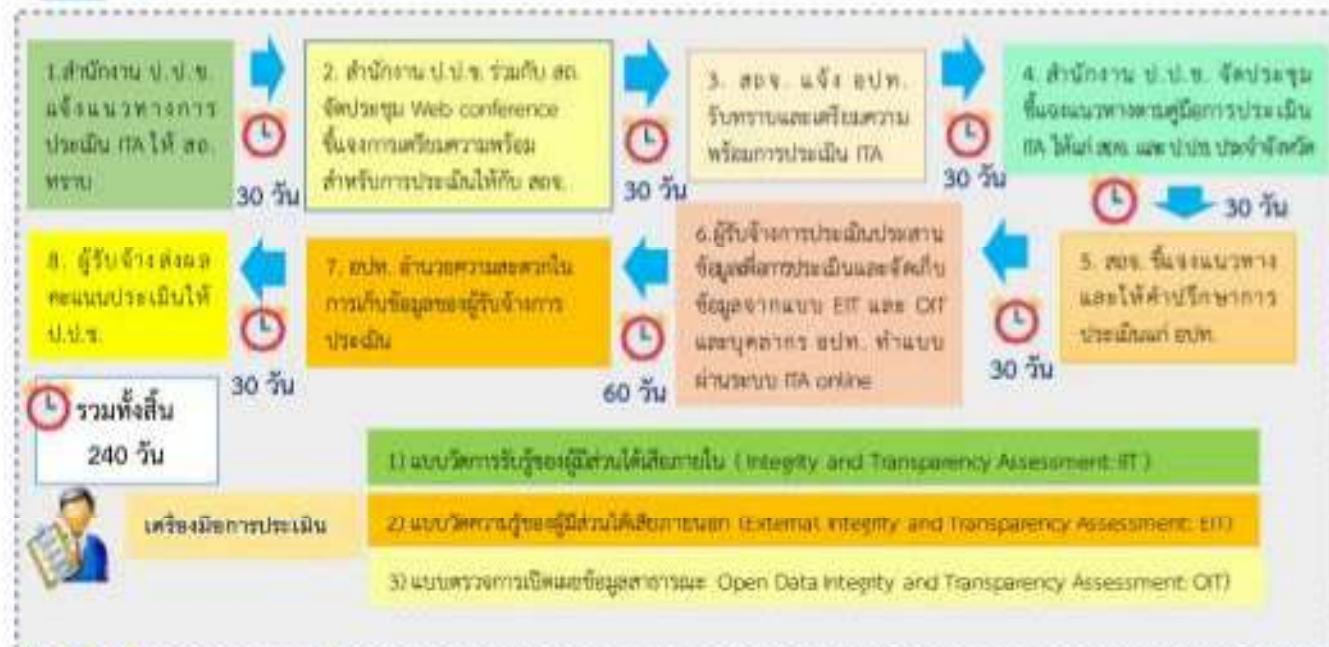 1.สำนักงาน ป.ป.ช.
แจ้งแนวทางการ
ประเมิน ITA ให้ สถ.
ทราบ
30 วัน
2. สำนักงาน ป.ป.ช. ร่วมกับ สถ.
จัดประชุม Web conference
ชี้แจงการเตรียมความพร้อม
สำหรับการประเมินให้กับ สถจ.
30 วัน
3. สถจ. แจ้ง อปท.
รับทราบและเตรียมความ
พร้อมการประเมิน ITA
30 วัน
4. สำนักงาน ป.ป.ช. จัดประชุม
ชี้แจงแนวทางตามคู่มือการประเมิน
ITA ให้แก่ สถจ. และ ป.ป.ช. ประจำจังหวัด
30 วัน
5. สถจ. ชี้แจงแนวทาง
และให้คำปรึกษาการ
ประเมินแก่ อปท.
30 วัน
6.ผู้รับจ้างการประเมินประสาน
ข้อมูลเพื่อการประเมินและจัดเก็บ
ข้อมูลจากแบบ EIT และ OIT
และบุคลากร อปท. ทำแบบ
ผ่านระบบ ITA online
60 วัน
7. อปท. อำนวยความสะดวกใน
การเก็บข้อมูลของผู้รับจ้างการ
ประเมิน
30 วัน
8. ผู้รับจ้างส่งผล
คะแนนประเมินให้
ป.ป.ช.
รวมทั้งสิ้น
240 วัน
เครื่องมือการประเมิน
1) แบบวัดการรับรู้ของผู้มีส่วนได้เสียภายใน ( Integrity and Transparency Assessment: IIT )
2) แบบวัดความรู้ของผู้มีส่วนได้เสียภายนอก (External Integrity and Transparency Assessment: EIT)
3) แบบตรวจการเปิดเผยข้อมูลสาธารณะ Open Data Integrity and Transparency Assessment: OIT)